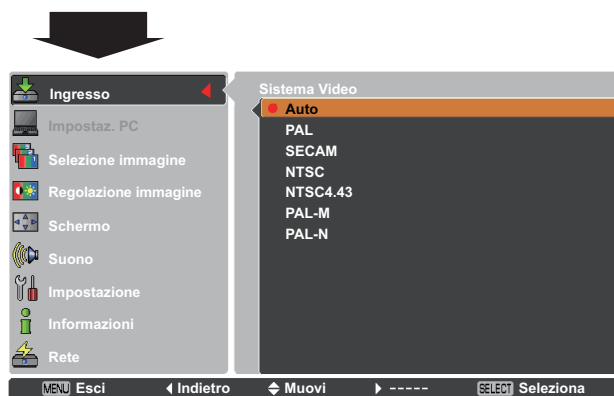 Ingresso
Impostaz. PC
Selezione immagine
Regolazione immagine
Schermo
Suono
Impostazione
Informazioni
Rete
Sistema Video
Auto
PAL
SECAM
NTSC
NTSC4.43
PAL-M
PAL-N
MENU Esci Indietro Muovi ----- SELECT Seleziona